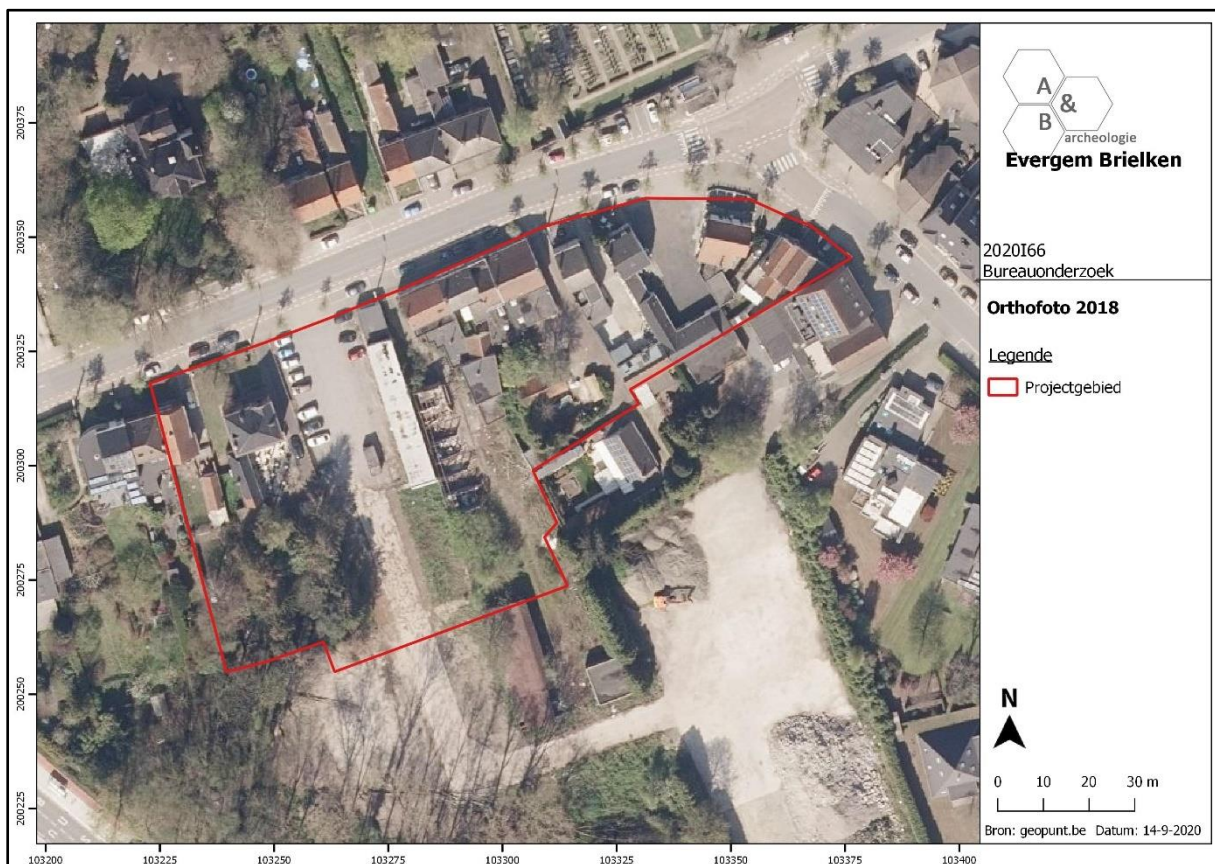 A
&
B
archeologie
Evergem Brielken
2020I66
Bureauonderzoek
Orthofoto 2018
Legende
Projectgebied
N
0 10 20 30 m
Bron: geopunt.be Datum: 14-9-2020
200375
200350
200325
200300
200275
200250
200225
103200 103225 103250 103275 103300 103325 103350 103375 103400